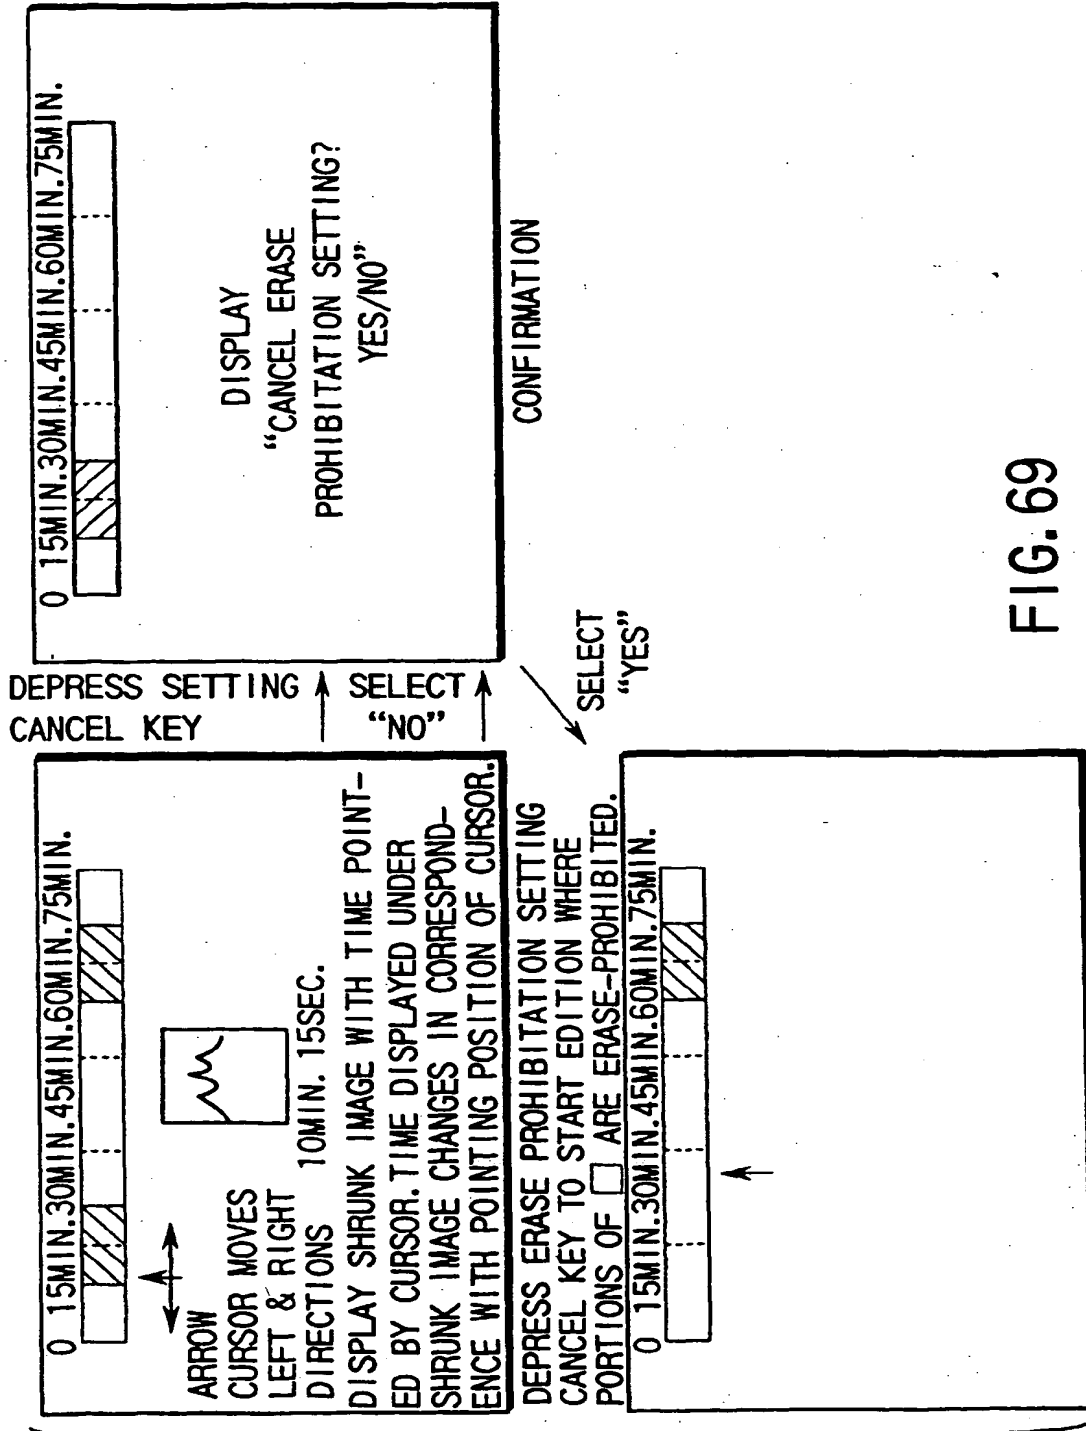 0 15MIN.30MIN.45MIN.60MIN.75MIN.
ARROW
CURSOR MOVES
LEFT & RIGHT
DIRECTIONS
10MIN. 15SEC.
DISPLAY SHRUNK IMAGE WITH TIME POINT-
ED BY CURSOR.TIME DISPLAYED UNDER
SHRUNK IMAGE CHANGES IN CORRESPOND-
ENCE WITH POINTING POSITION OF CURSOR.
DEPRESS SETTING
CANCEL KEY
SELECT
“NO”
0 15MIN.30MIN.45MIN.60MIN.75MIN.
DISPLAY
“CANCEL ERASE
PROHIBITATION SETTING?
YES/NO”
CONFIRMATION
SELECT
“YES”
DEPRESS ERASE PROHIBITATION SETTING
CANCEL KEY TO START EDITION WHERE
PORTIONS OF □ ARE ERASE-PROHIBITED.
0 15MIN.30MIN.45MIN.60MIN.75MIN.
FIG. 69